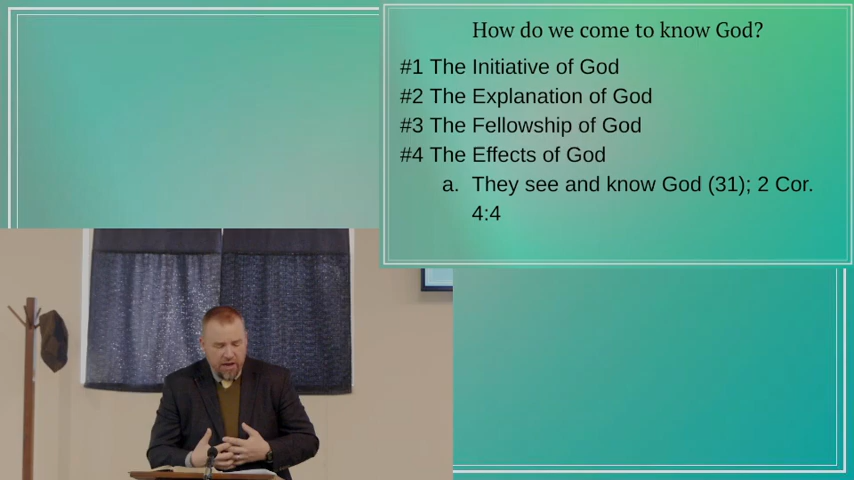 How do we come to know God?
#1 The Initiative of God
#2 The Explanation of God
#3 The Fellowship of God
#4 The Effects of God
a. They see and know God (31); 2 Cor.
4:4